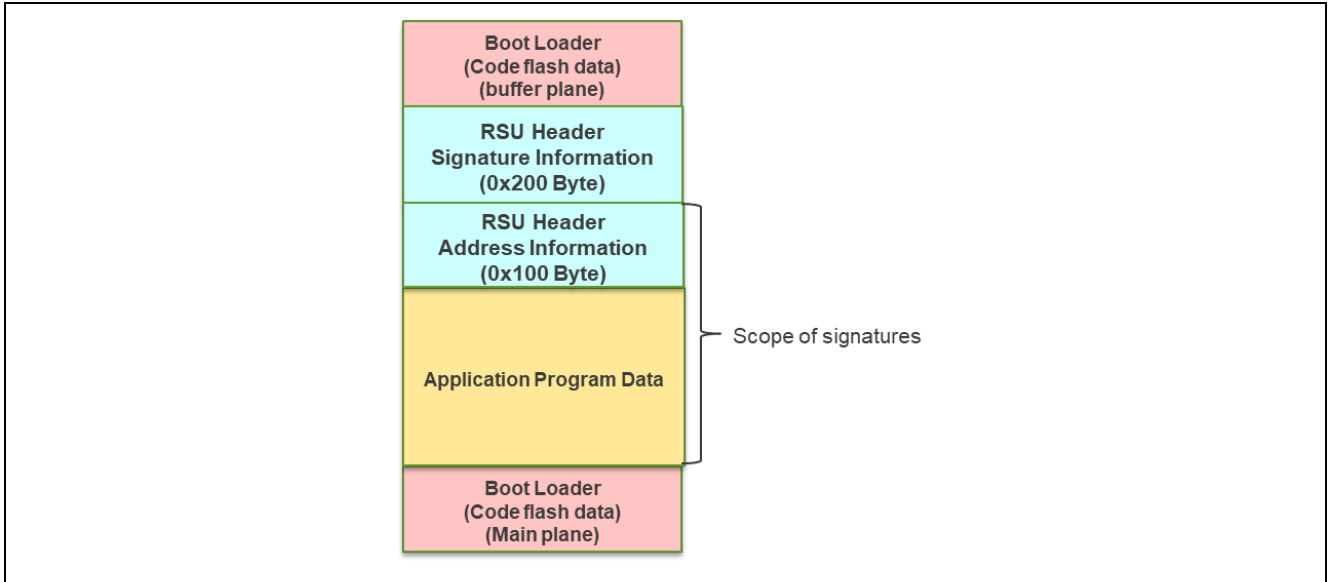 Boot Loader
(Code flash data)
(buffer plane)
RSU Header
Signature Information
(0x200 Byte)
RSU Header
Address Information
(0x100 Byte)
Scope of signatures
Application Program Data
Boot Loader
(Code flash data)
(Main plane)